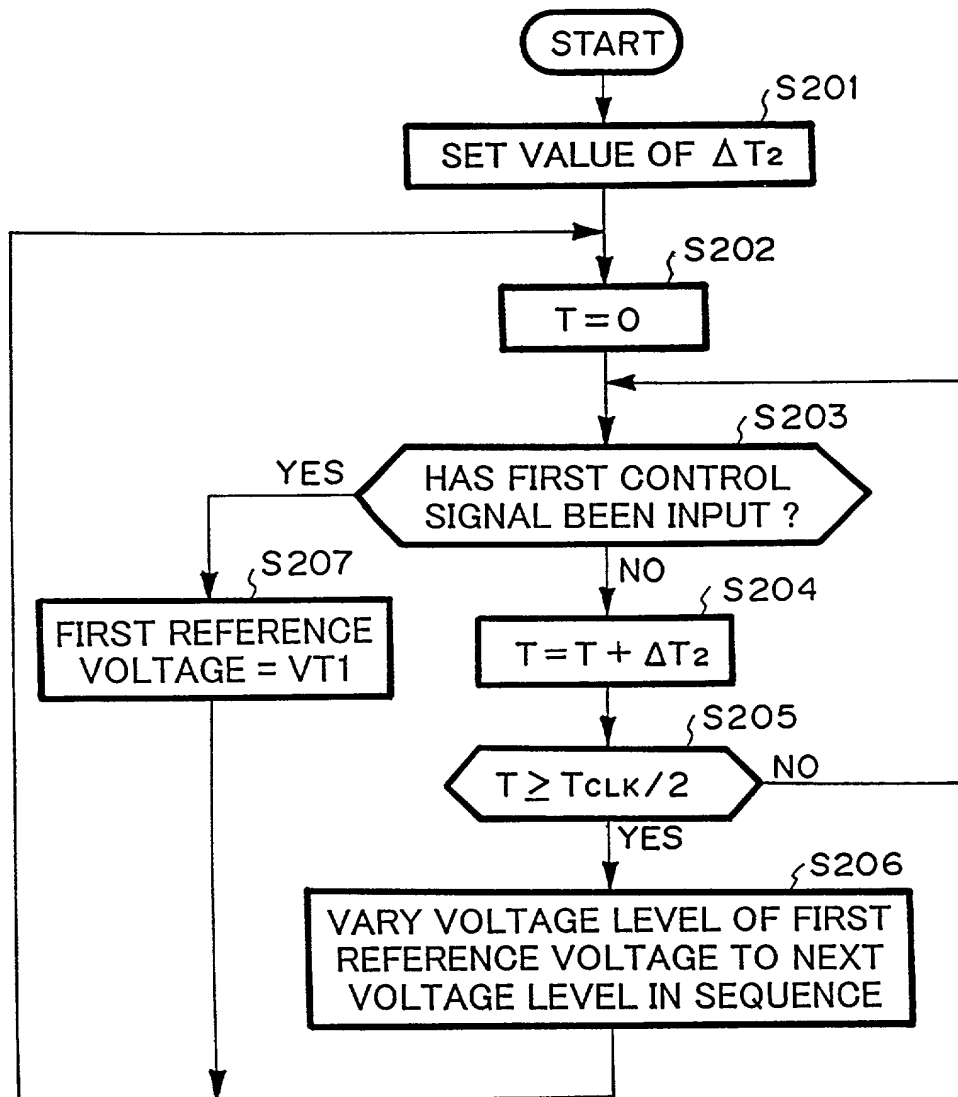 START
S201
SET VALUE OF ΔT2
S202
T = 0
S203
HAS FIRST CONTROL
SIGNAL BEEN INPUT ?
YES
NO
S207
FIRST REFERENCE
VOLTAGE = VT1
S204
T = T + ΔT2
S205
T ≥ TCLK/2
NO
YES
S206
VARY VOLTAGE LEVEL OF FIRST
REFERENCE VOLTAGE TO NEXT
VOLTAGE LEVEL IN SEQUENCE